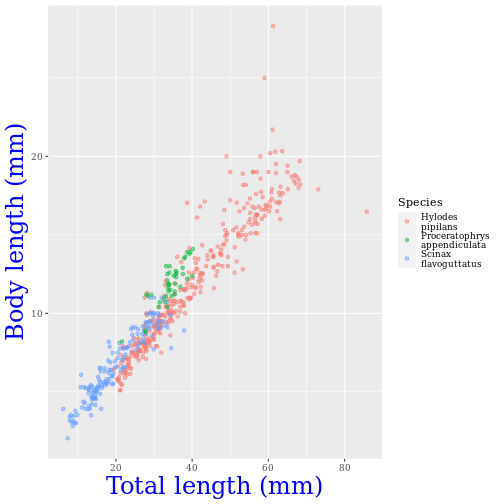 Body length (mm)
20
10
20
40
60
80
Total length (mm)
Species
Hylodes
pipilans
Proceratophrys
appendiculata
Scinax
flavoguttatus